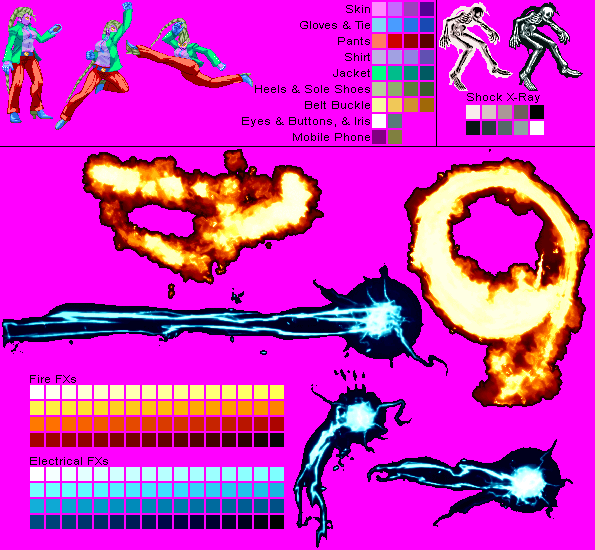 Skin
Gloves & Tie
Pants
Shirt
Jacket
Heels & Sole Shoes
Belt Buckle
Eyes & Buttons, & Iris
Mobile Phone
Shock X-Ray
Fire FXs
Electrical FXs